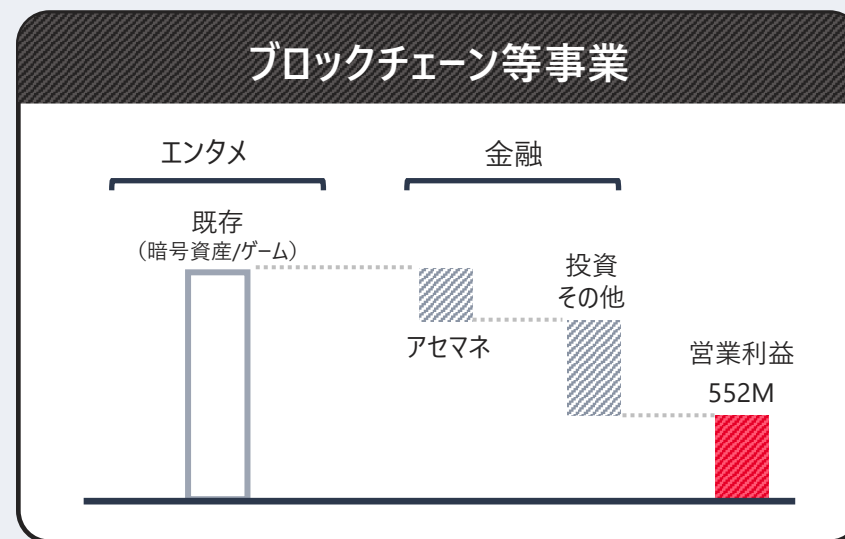 ブロックチェーン等事業
エンタメ
金融
既存
（暗号資産/ゲーム）
アセマネ
投資
その他
営業利益
552M